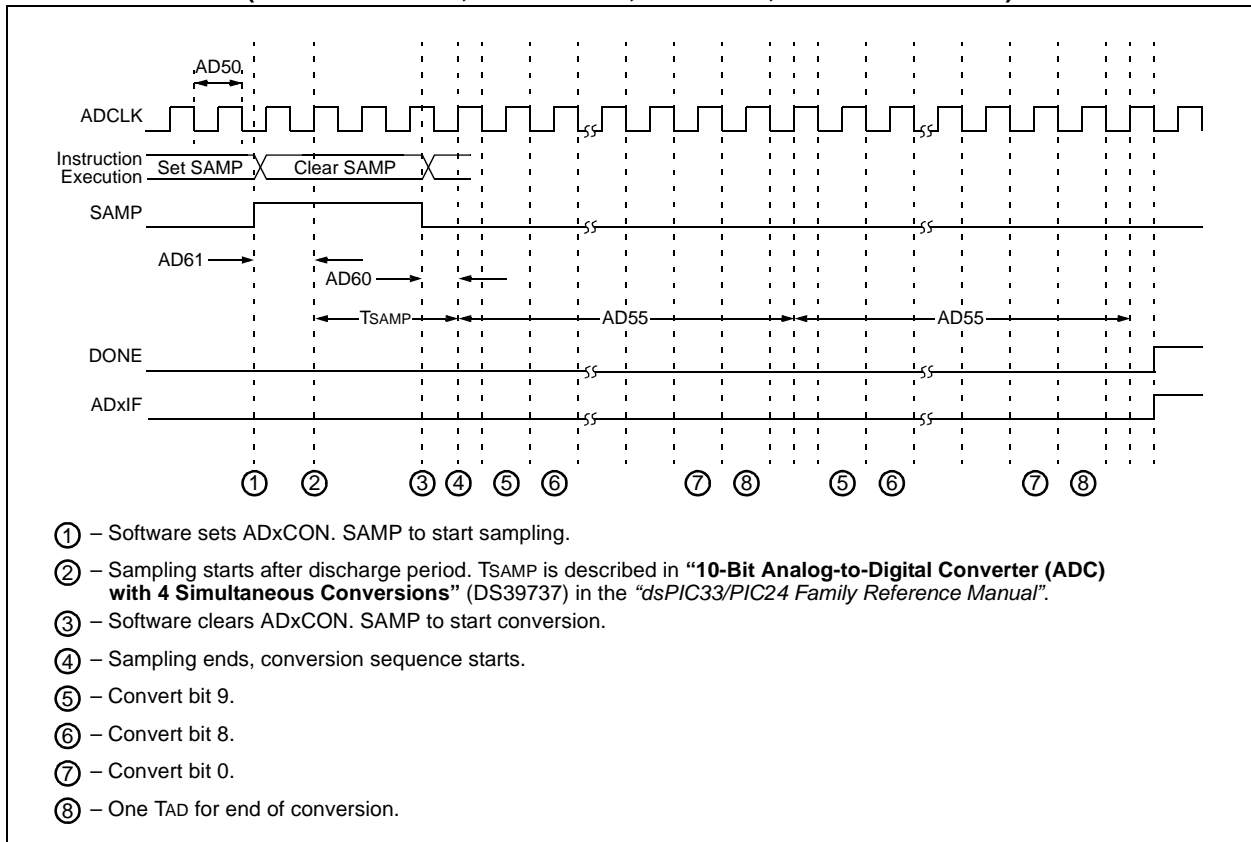 AD50
ADCLK
Instruction
Execution
Set SAMP
Clear SAMP
SAMP
AD61
AD60
TSAMP
AD55
AD55
DONE
ADxIF
1 2 3 4 5 6 7 8 5 6 7 8
1 – Software sets ADxCON. SAMP to start sampling.
2 – Sampling starts after discharge period. TSAMP is described in "10-Bit Analog-to-Digital Converter (ADC)
with 4 Simultaneous Conversions" (DS39737) in the "dsPIC33/PIC24 Family Reference Manual".
3 – Software clears ADxCON. SAMP to start conversion.
4 – Sampling ends, conversion sequence starts.
5 – Convert bit 9.
6 – Convert bit 8.
7 – Convert bit 0.
8 – One TAD for end of conversion.